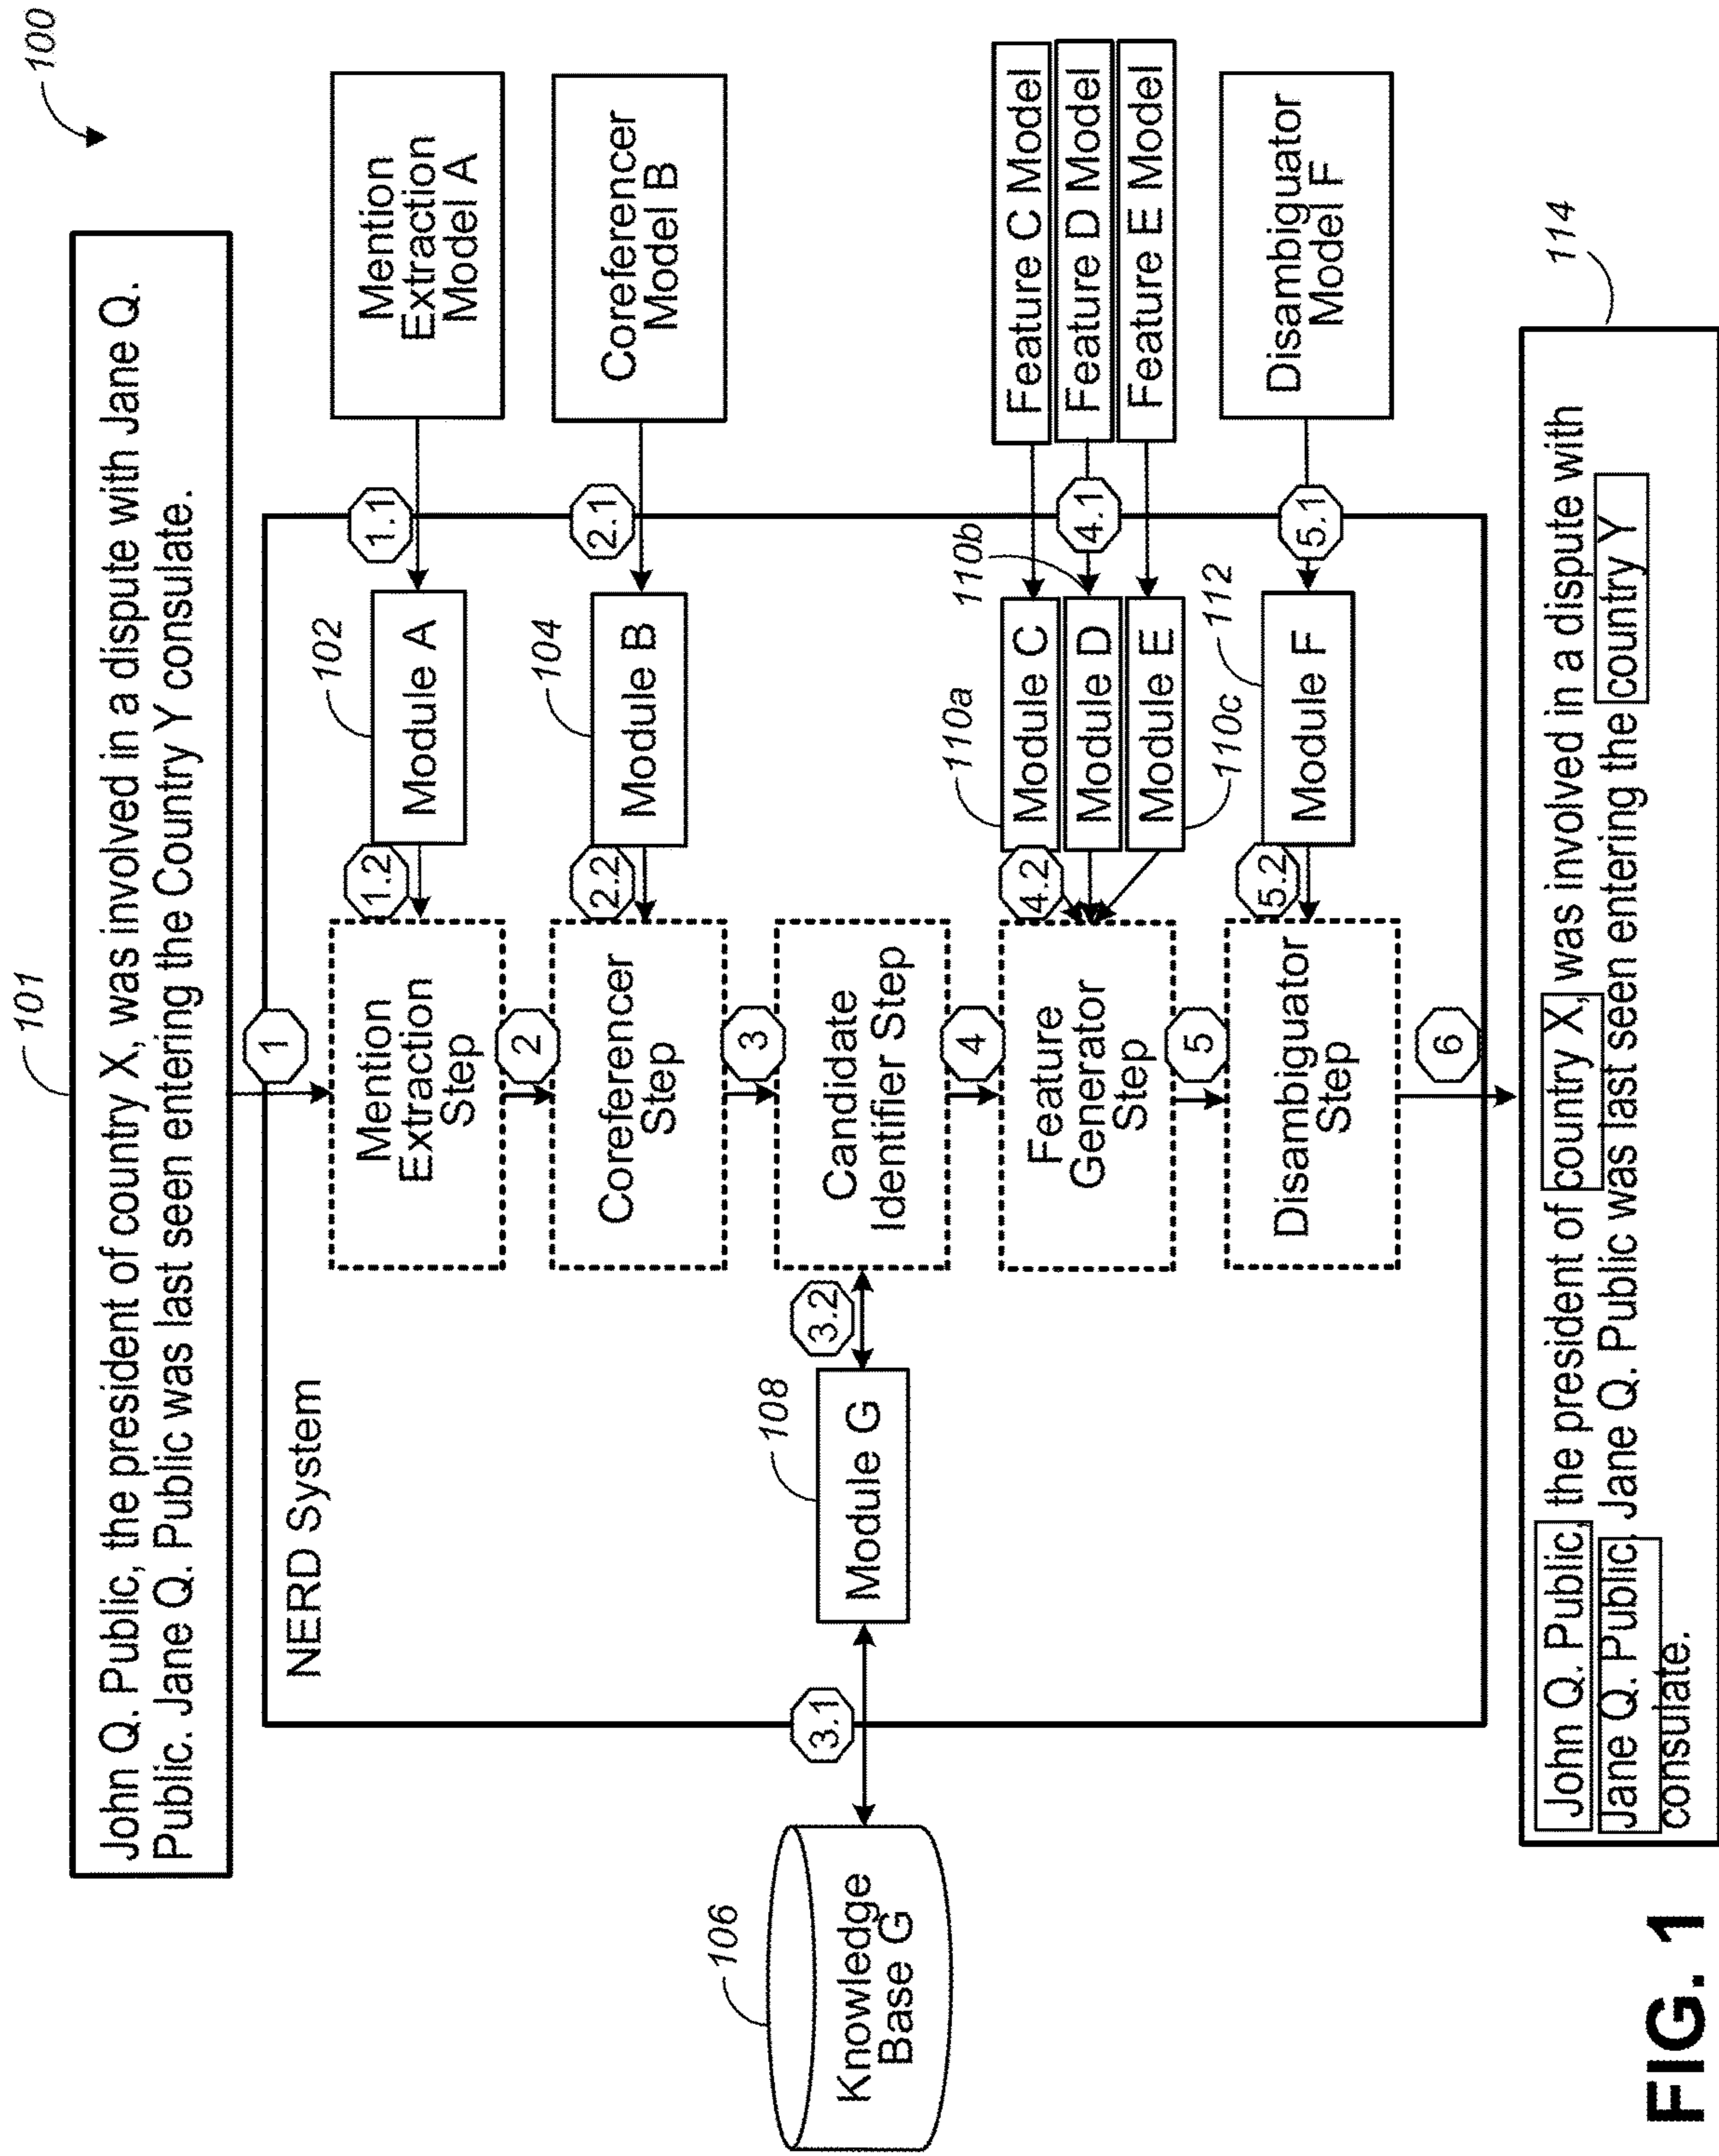 100
101
John Q. Public, the president of country X, was involved in a dispute with Jane Q.
Public. Jane Q. Public was last seen entering the Country Y consulate.
NERD System
1
Mention
Extraction
Step
1.2
102
Module A
1.1
Mention
Extraction
Model A
2
Coreferencer
Step
2.2
104
Module B
2.1
Coreferencer
Model B
3
106
Knowledge
Base G
3.1
108
Module G
3.2
Candidate
Identifier Step
4
Feature
Generator
Step
4.2
110a
Module C
Module D
Module E
110b
110c
4.1
Feature C Model
Feature D Model
Feature E Model
5
Disambiguator
Step
5.2
112
Module F
5.1
Disambiguator
Model F
6
114
John Q. Public, the president of country X, was involved in a dispute with
Jane Q. Public, Jane Q. Public was last seen entering the country Y
consulate.
FIG. 1